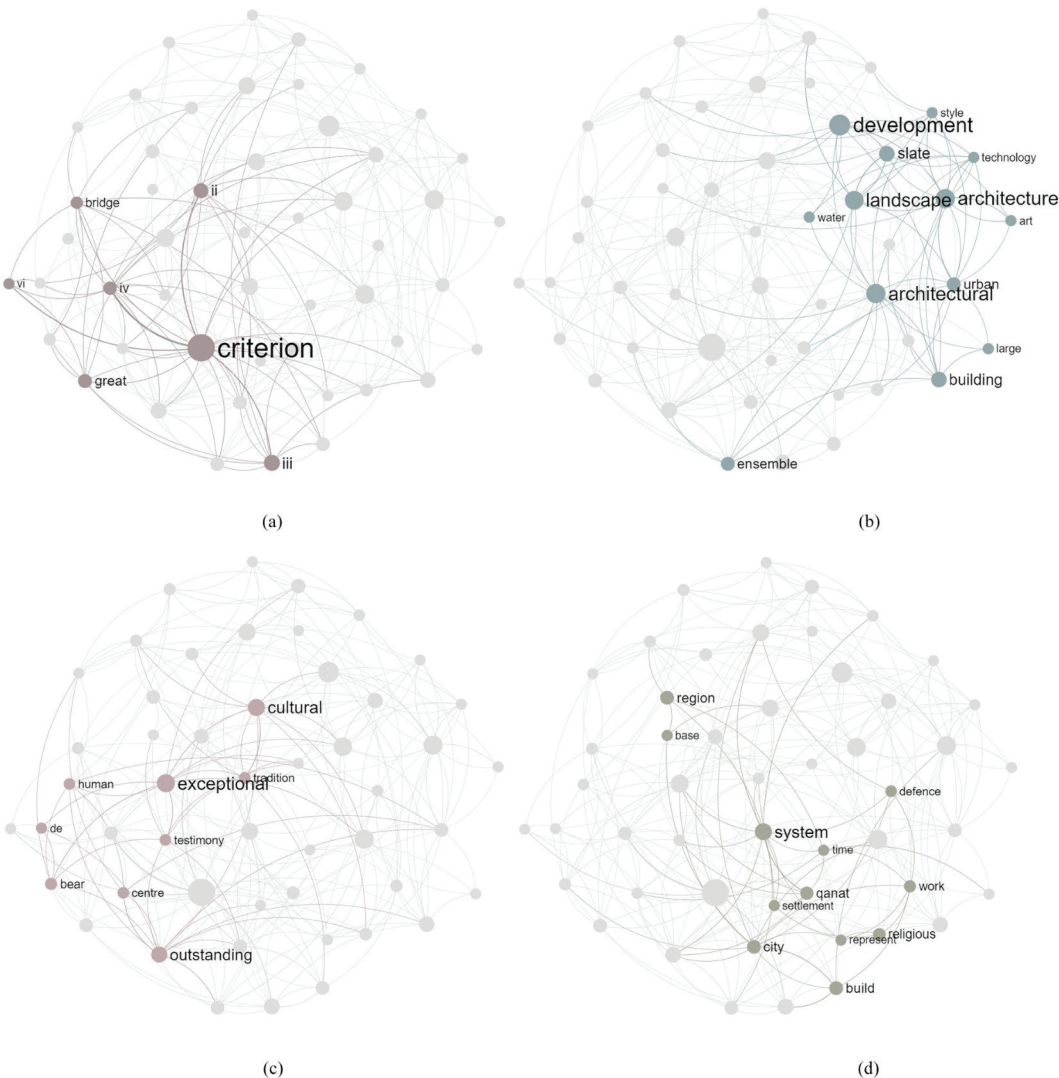 ii
bridge
vi
iv
criterion
great
iii
(a)
style
development
slate
technology
landscape
architecture
water
art
urban
architectural
large
building
ensemble
(b)
cultural
tradition
exceptional
human
de
testimony
bear
centre
outstanding
(c)
region
base
defence
system
time
work
qanat
settlement
religious
represent
city
build
(d)